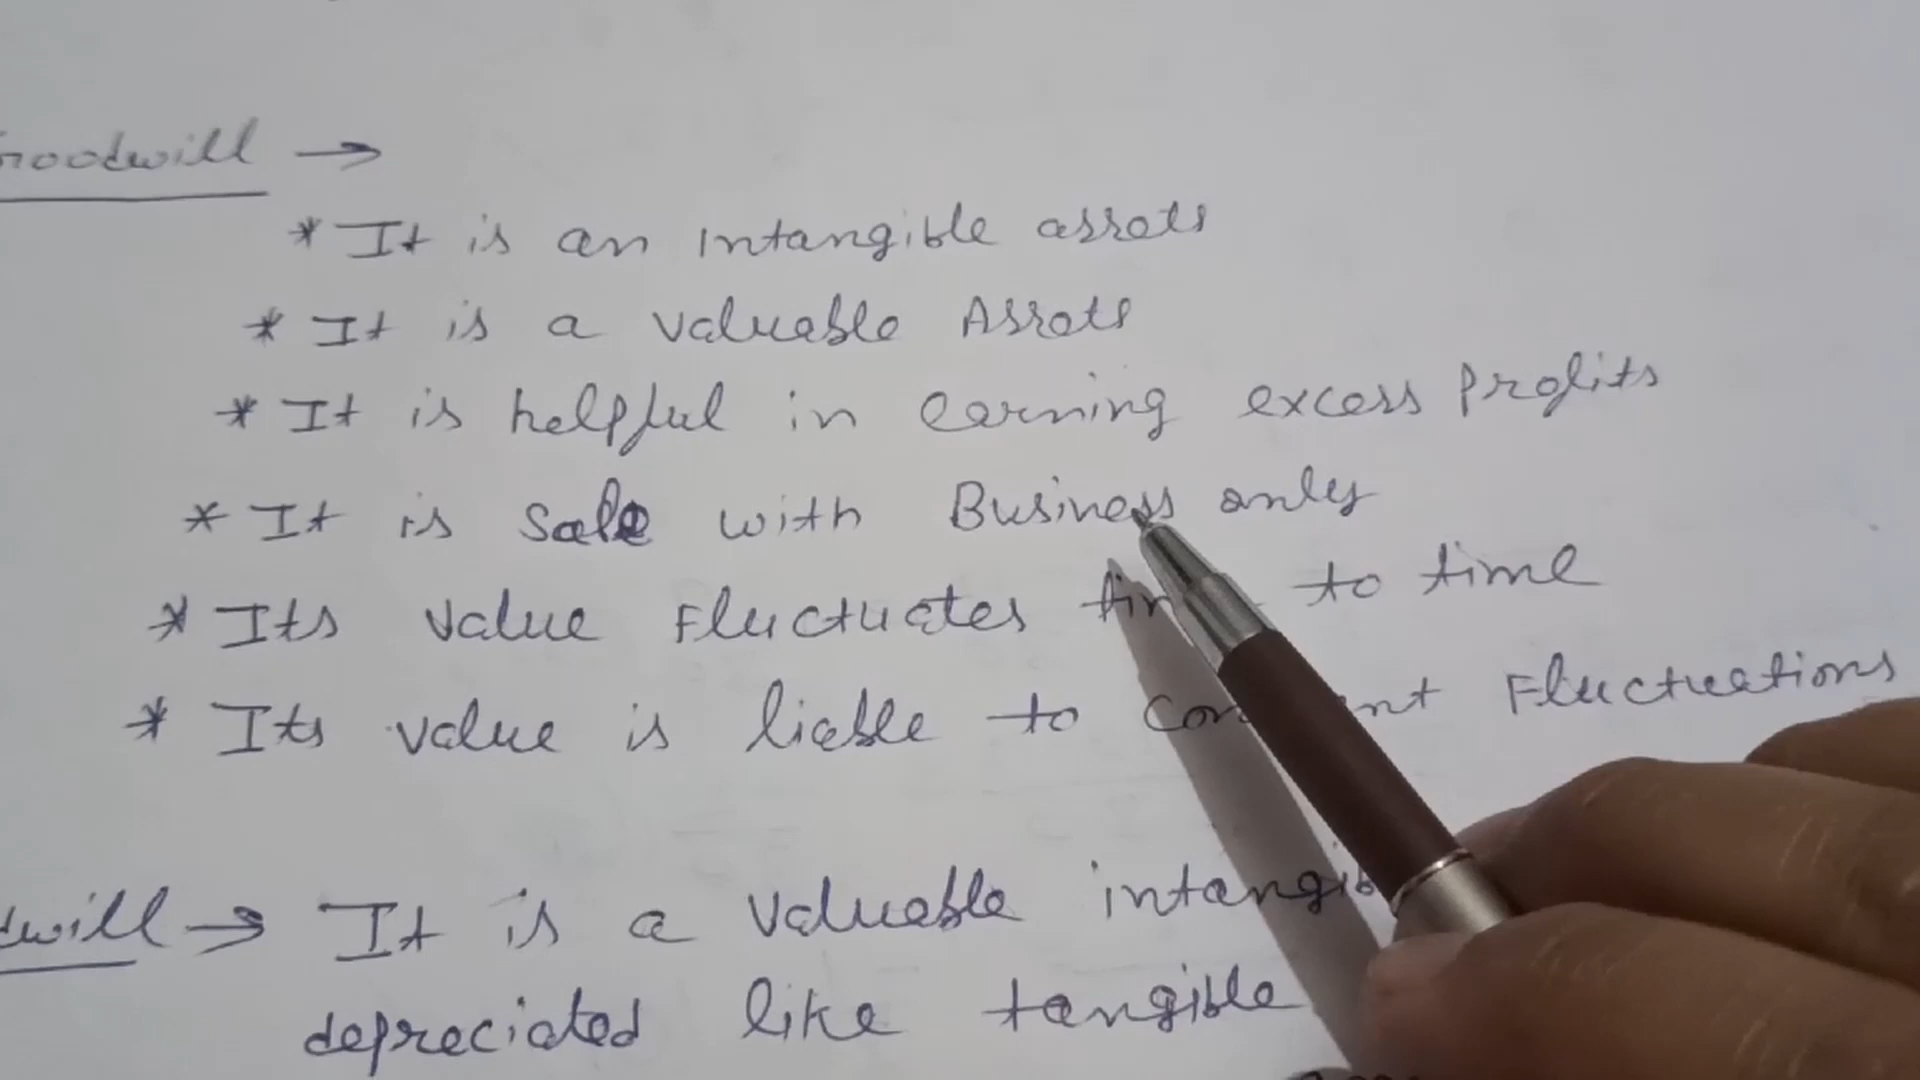 Goodwill →
* It is an intangible assets
* It is a valuable Assets
* It is helpful in earning excess Profits
* It is Sale with Business only
* Its value Fluctuates to time
* Its value is liable to Fluctuations
→ It is a valuable
depreciated like tangible